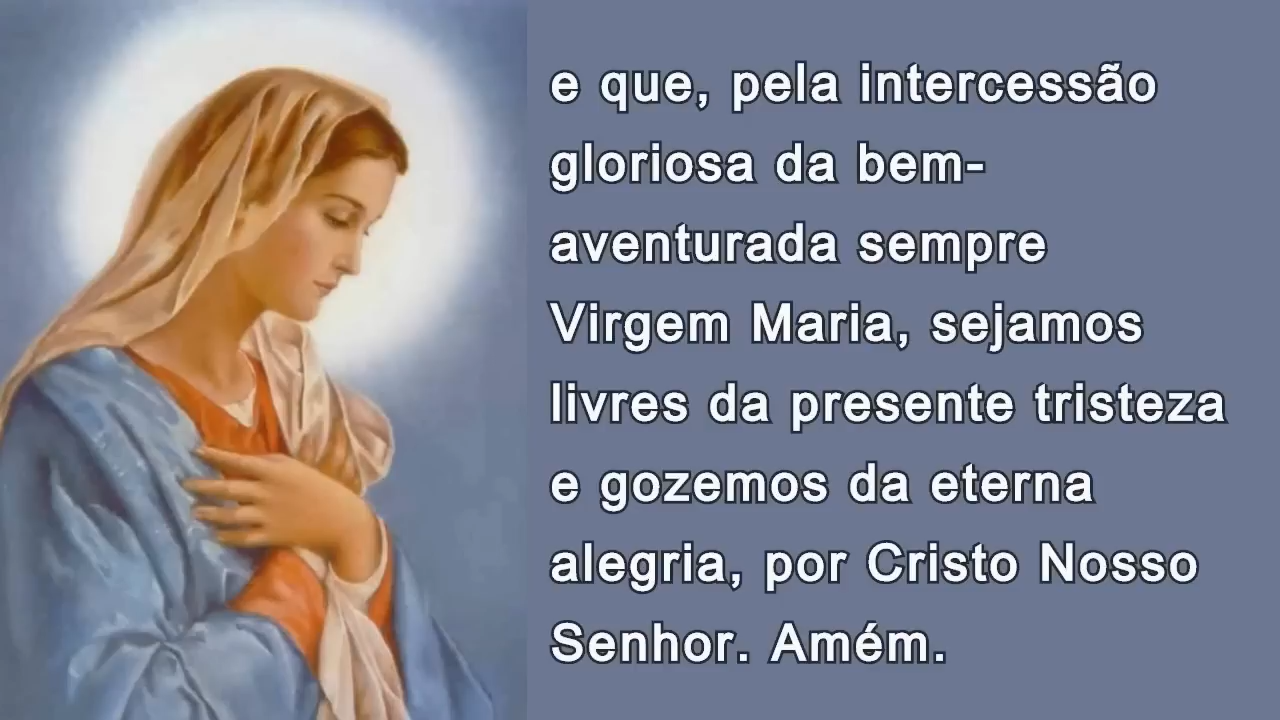 e que, pela intercessão
gloriosa da bem-
aventurada sempre
Virgem Maria, sejamos
livres da presente tristeza
e gozemos da eterna
alegria, por Cristo Nosso
Senhor. Amém.